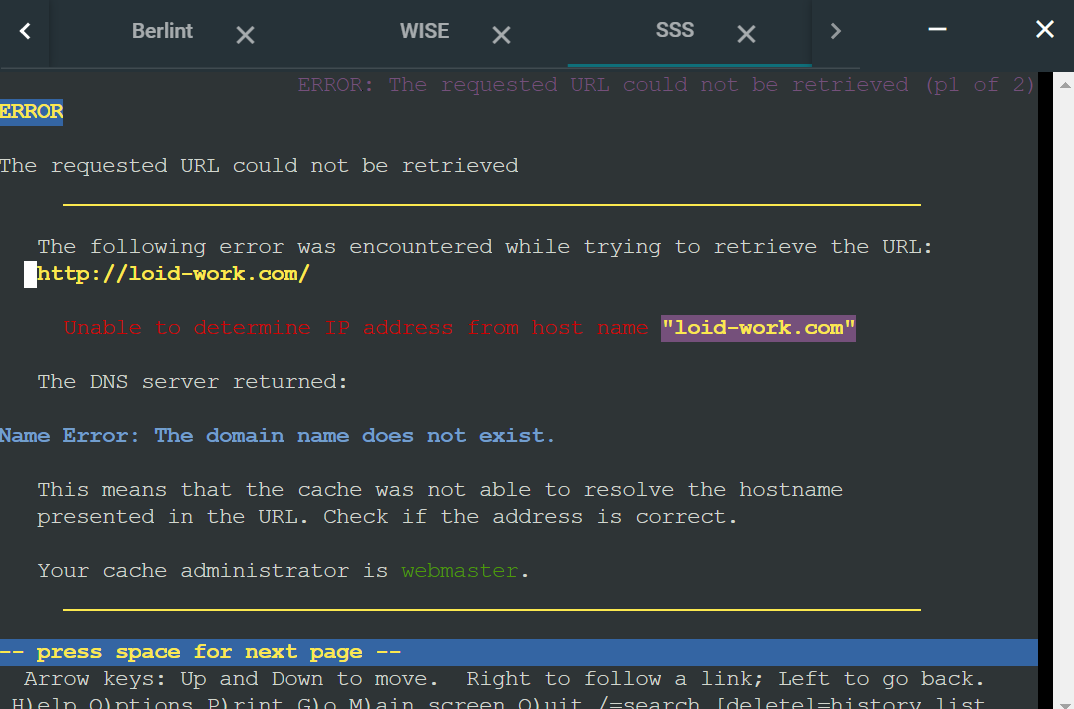 Berlint WISE SSS
ERROR: The requested URL could not be retrieved (p1 of 2)
ERROR
The requested URL could not be retrieved
The following error was encountered while trying to retrieve the URL:
http://loid-work.com/
Unable to determine IP address from host name "loid-work.com"
The DNS server returned:
Name Error: The domain name does not exist.
This means that the cache was not able to resolve the hostname
presented in the URL. Check if the address is correct.
Your cache administrator is webmaster.
-- press space for next page --
Arrow keys: Up and Down to move.  Right to follow a link; Left to go back.
H)elp O)ptions P)rint G)o M)ain screen Q)uit /=search [delete]=history list